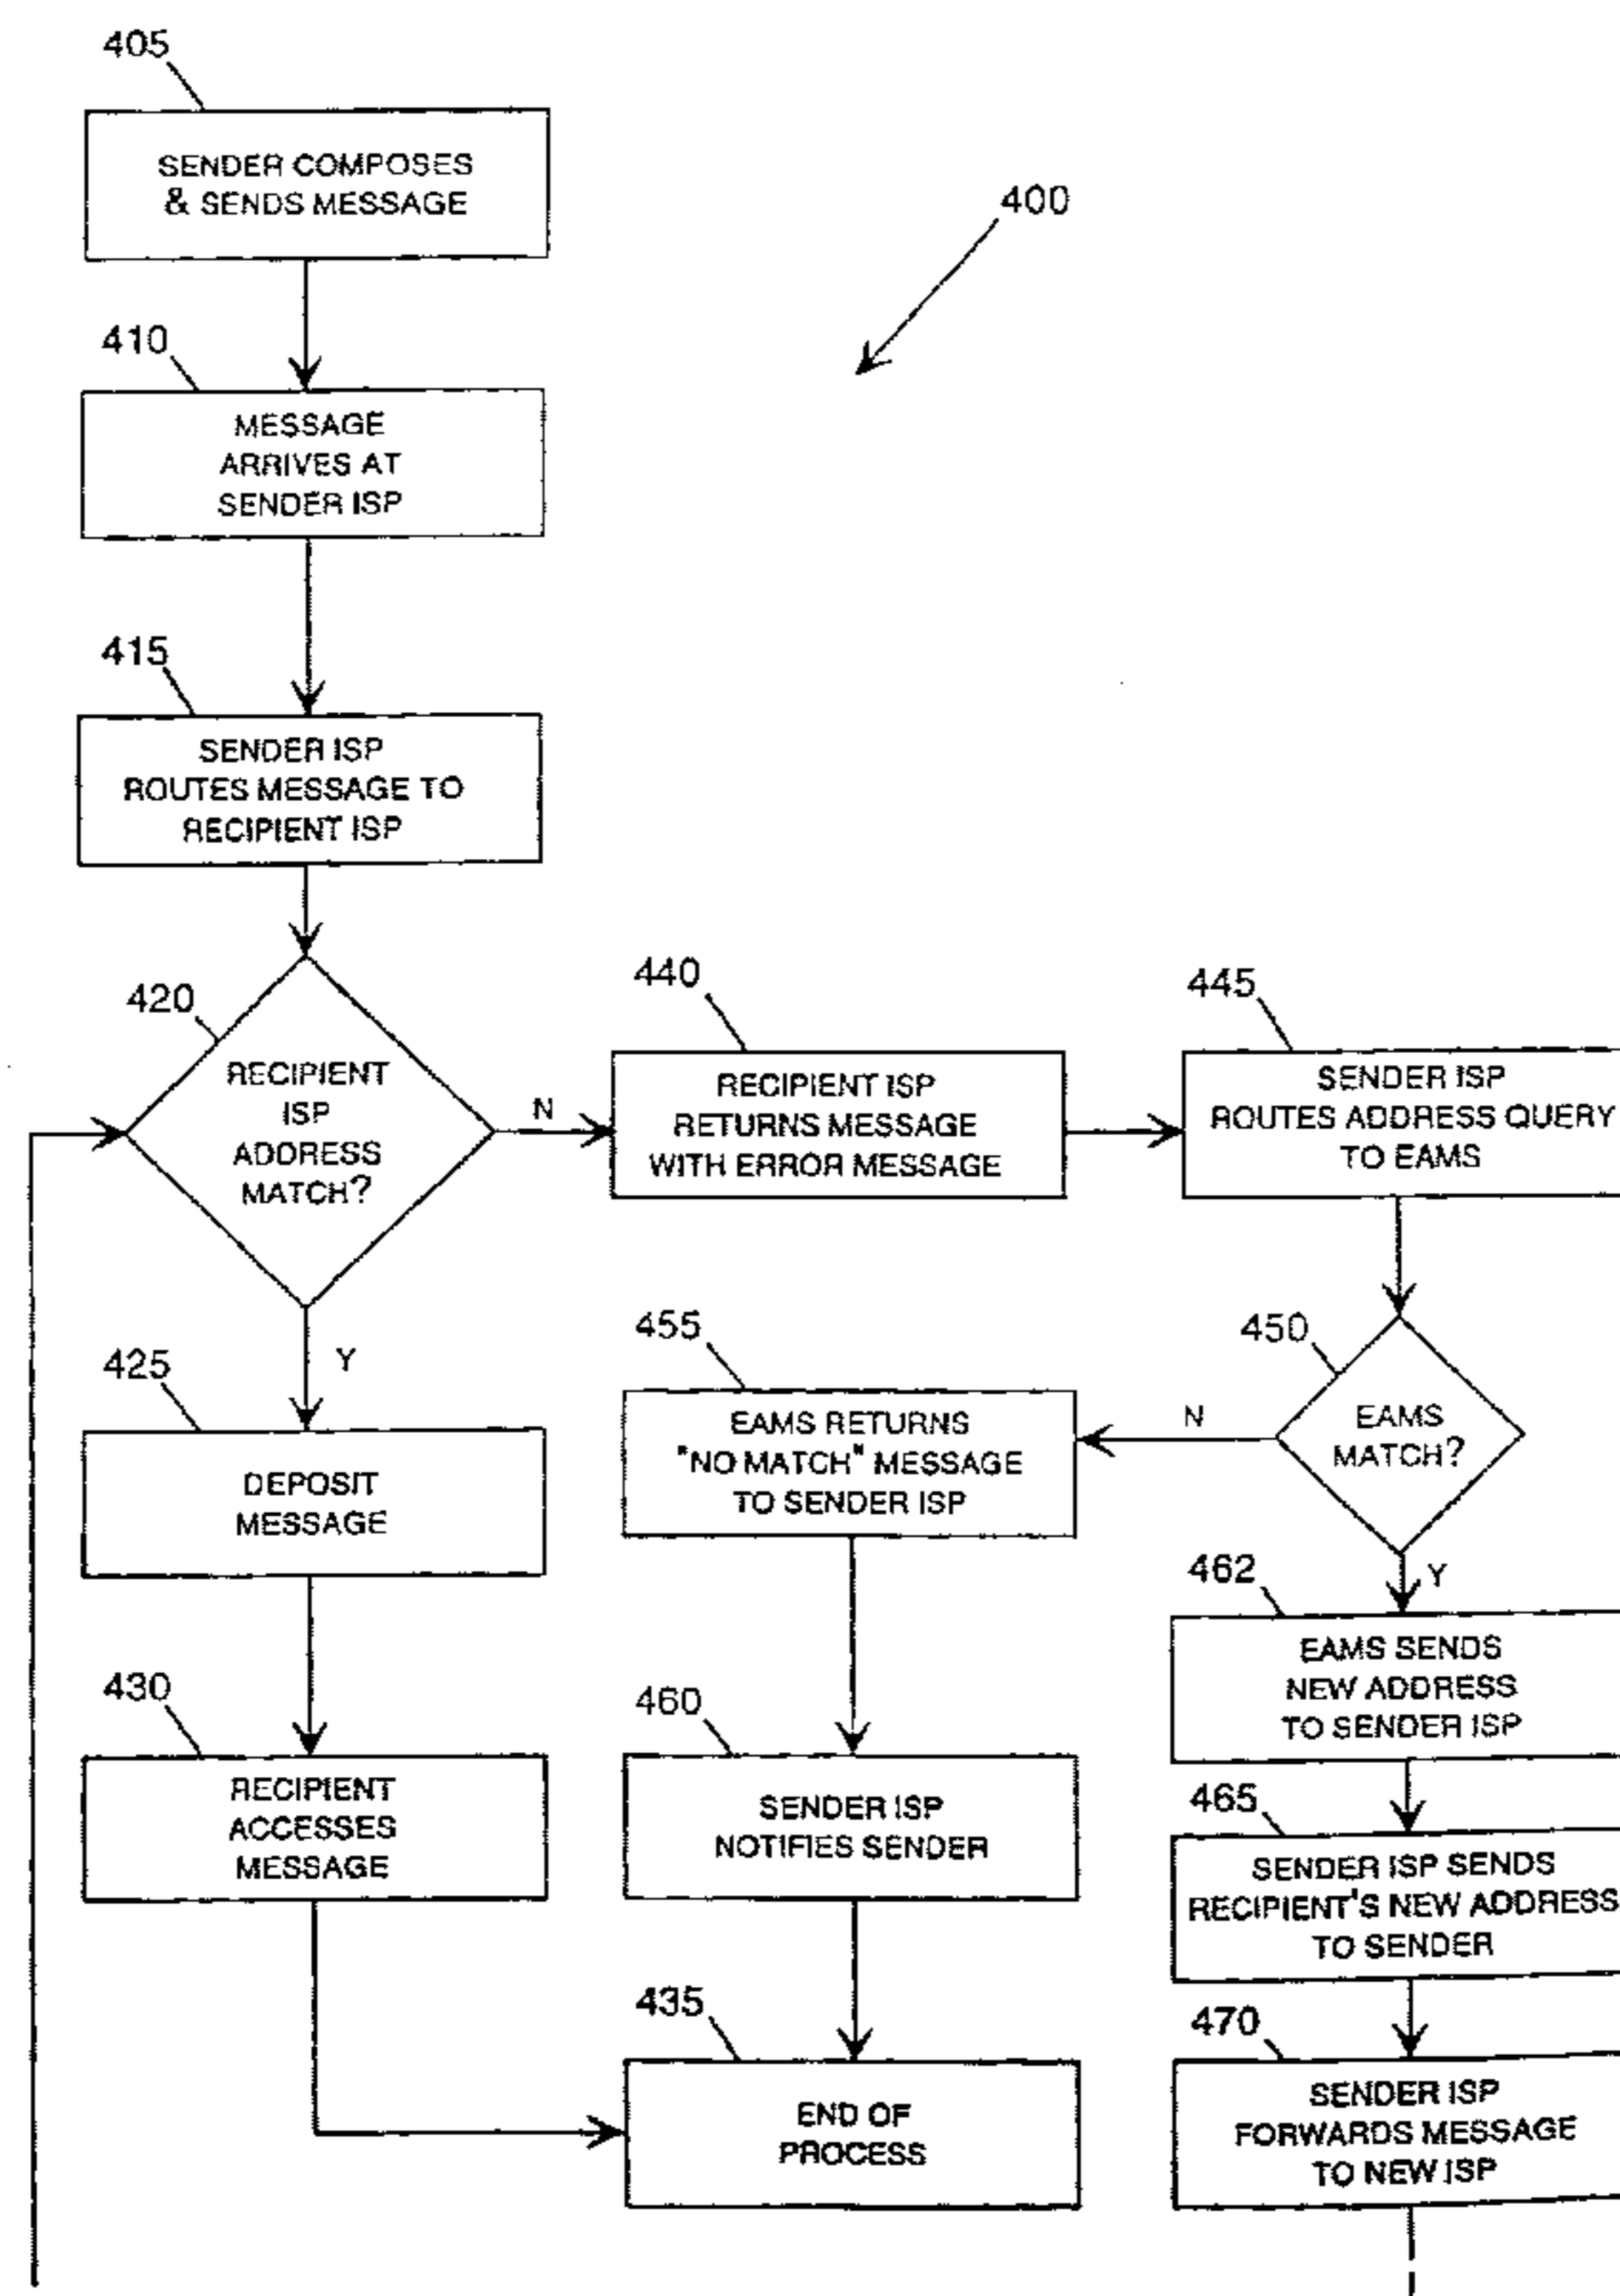 405
SENDER COMPOSES
& SENDS MESSAGE
400
410
MESSAGE
ARRIVES AT
SENDER ISP
415
SENDER ISP
ROUTES MESSAGE TO
RECIPIENT ISP
420
RECIPIENT
ISP
ADDRESS
MATCH?
N
Y
440
RECIPIENT ISP
RETURNS MESSAGE
WITH ERROR MESSAGE
445
SENDER ISP
ROUTES ADDRESS QUERY
TO EAMS
450
EAMS
MATCH?
N
Y
455
EAMS RETURNS
"NO MATCH" MESSAGE
TO SENDER ISP
425
DEPOSIT
MESSAGE
462
EAMS SENDS
NEW ADDRESS
TO SENDER ISP
430
RECIPIENT
ACCESSES
MESSAGE
460
SENDER ISP
NOTIFIES SENDER
465
SENDER ISP SENDS
RECIPIENT'S NEW ADDRESS
TO SENDER
435
END OF
PROCESS
470
SENDER ISP
FORWARDS MESSAGE
TO NEW ISP